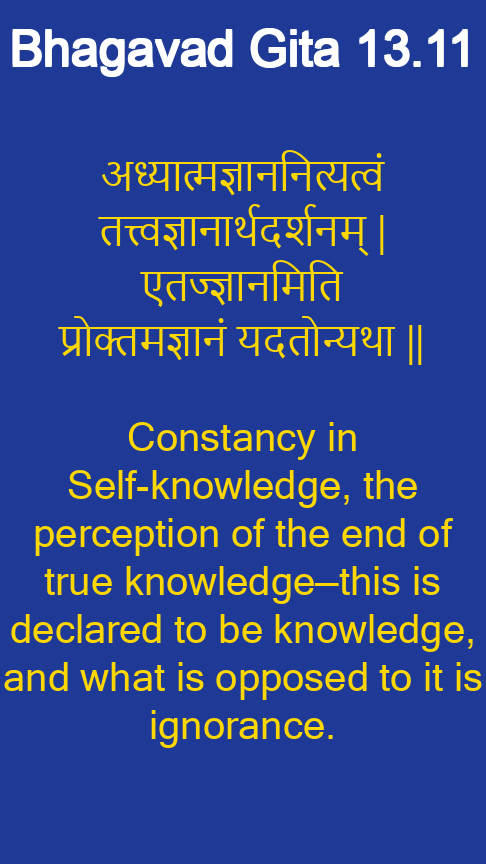 Bhagavad Gita 13.11
अध्यात्मज्ञाननित्यत्वं
तत्त्वज्ञानार्थदर्शनम् |
एतज्ज्ञानमिति
प्रोक्तमज्ञानं यदतोन्यथा ||
Constancy in
Self-knowledge, the
perception of the end of
true knowledge—this is
declared to be knowledge,
and what is opposed to it is
ignorance.